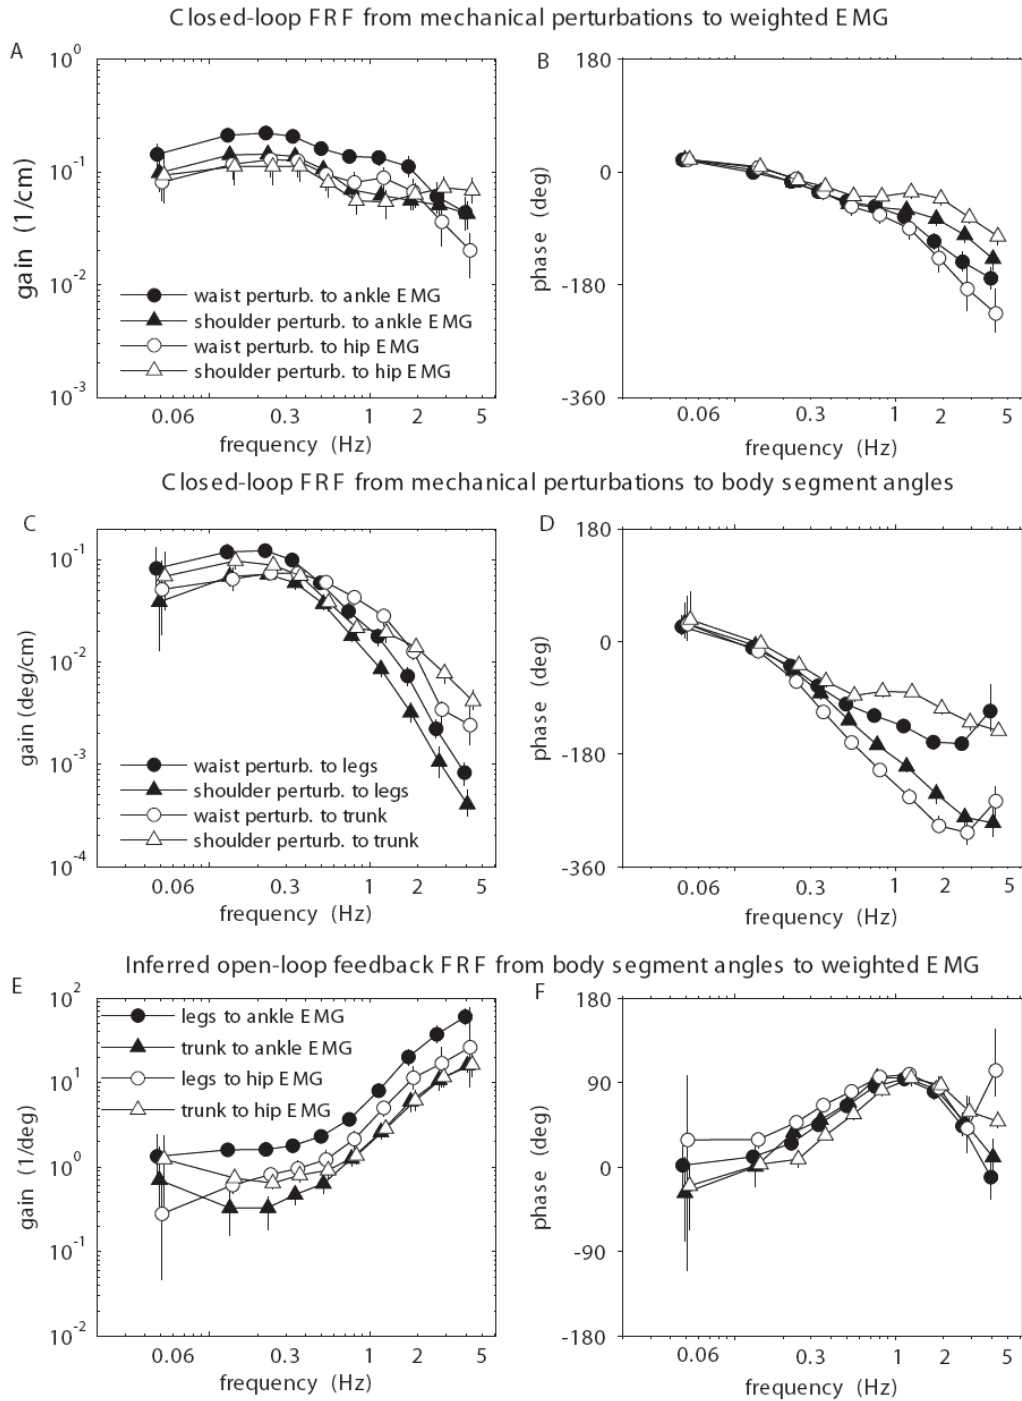 Closed-loop FRF from mechanical perturbations to weighted EMG
A
10^0
10^-1
10^-2
10^-3
gain (1/cm)
waist perturb. to ankle EMG
shoulder perturb. to ankle EMG
waist perturb. to hip EMG
shoulder perturb. to hip EMG
0.06 0.3 1 2 5
frequency (Hz)
B
180
0
-180
-360
phase (deg)
0.06 0.3 1 2 5
frequency (Hz)
Closed-loop FRF from mechanical perturbations to body segment angles
C
10^-1
10^-2
10^-3
10^-4
gain (deg/cm)
waist perturb. to legs
shoulder perturb. to legs
waist perturb. to trunk
shoulder perturb. to trunk
0.06 0.3 1 2 5
frequency (Hz)
D
180
0
-180
-360
phase (deg)
0.06 0.3 1 2 5
frequency (Hz)
Inferred open-loop feedback FRF from body segment angles to weighted EMG
E
10^2
10^1
10^0
10^-1
10^-2
gain (1/deg)
legs to ankle EMG
trunk to ankle EMG
legs to hip EMG
trunk to hip EMG
0.06 0.3 1 2 5
frequency (Hz)
F
180
90
0
-90
-180
phase (deg)
0.06 0.3 1 2 5
frequency (Hz)